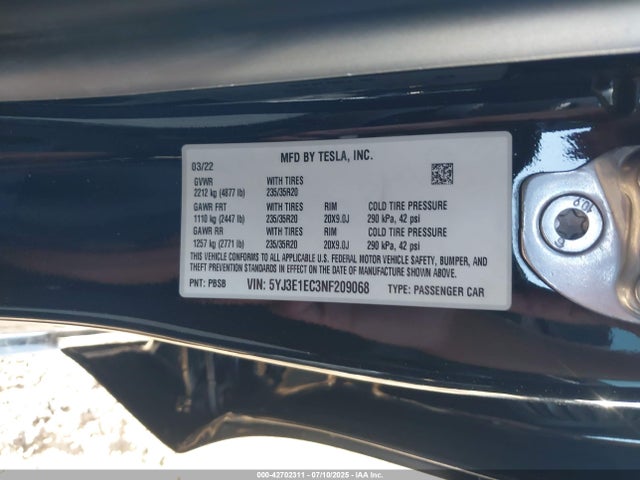 MFD BY TESLA, INC.
03/22
GVWR WITH TIRES
2212 kg (4877 lb) 235/35R20
GAWR FRT WITH TIRES RIM COLD TIRE PRESSURE
1110 kg (2447 lb) 235/35R20 20X9.0J 290 kPa, 42 psi
GAWR RR WITH TIRES RIM COLD TIRE PRESSURE
1257 kg (2771 lb) 235/35R20 20X9.0J 290 kPa, 42 psi
THIS VEHICLE CONFORMS TO ALL APPLICABLE U.S. FEDERAL MOTOR VEHICLE SAFETY, BUMPER, AND
THEFT PREVENTION STANDARDS IN EFFECT ON THE DATE OF MANUFACTURE SHOWN ABOVE.
PNT: PBSB VIN: 5YJ3E1EC3NF209068 TYPE: PASSENGER CAR
000-42702311 - 07/10/2025 - IAA Inc.